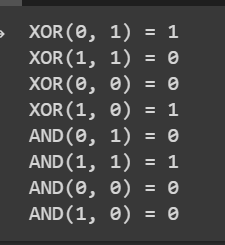 XOR(0, 1) = 1
XOR(1, 1) = 0
XOR(0, 0) = 0
XOR(1, 0) = 1
AND(0, 1) = 0
AND(1, 1) = 1
AND(0, 0) = 0
AND(1, 0) = 0